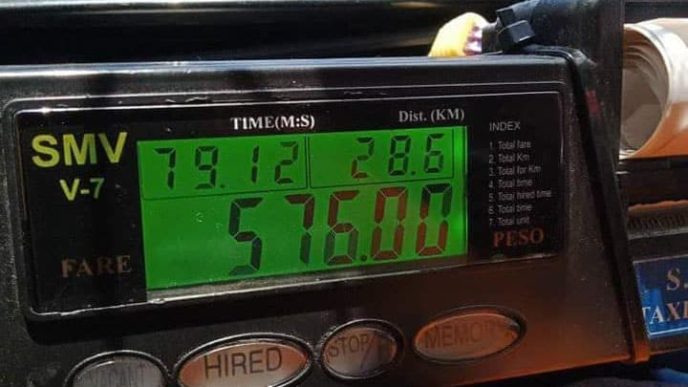 TIME(M:S) Dist. (KM)
SMV
V-7
79.12 28.6
576.00
FARE
PESO
INDEX
1. Total fare
2. Total Km
3. Total for Km
4. Total time
5. Total hired time
6. Total time
7. Total unit
VACANT HIRED STOP MEMORY
S.
TAXI